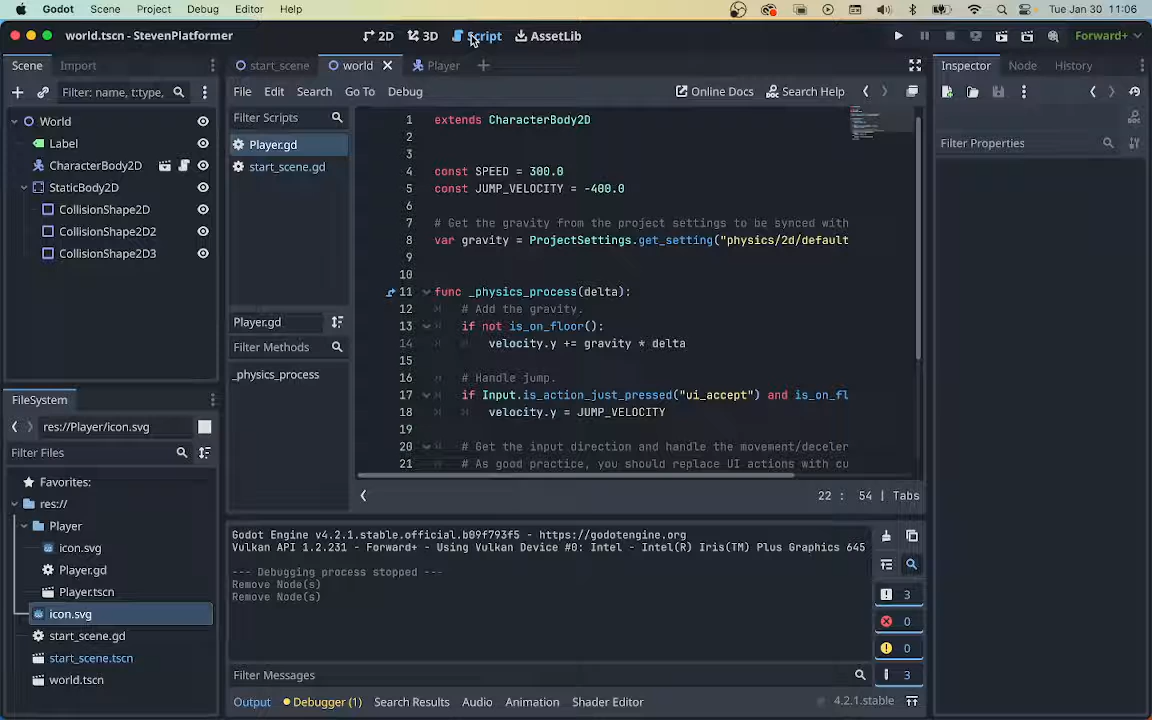 Godot Scene Project Debug Editor Help
Tue Jan 30 11:06
world.tscn - StevenPlatformer
2D 3D Script AssetLib
Forward+
Scene Import
start_scene world Player
Inspector Node History
Filter: name, t:type,
File Edit Search Go To Debug
Online Docs Search Help
World
Label
CharacterBody2D
StaticBody2D
CollisionShape2D
CollisionShape2D2
CollisionShape2D3
Filter Scripts
Player.gd
start_scene.gd
Player.gd
Filter Methods
_physics_process
1 extends CharacterBody2D
2
3
4 const SPEED = 300.0
5 const JUMP_VELOCITY = -400.0
6
7 # Get the gravity from the project settings to be synced with
8 var gravity = ProjectSettings.get_setting("physics/2d/default
9
10
11 func _physics_process(delta):
12 # Add the gravity.
13 if not is_on_floor():
14 velocity.y += gravity * delta
15
16 # Handle jump.
17 if Input.is_action_just_pressed("ui_accept") and is_on_fl
18 velocity.y = JUMP_VELOCITY
19
20 # Get the input direction and handle the movement/deceler
21 # As good practice, you should replace UI actions with cu
22 : 54 | Tabs
Filter Properties
FileSystem
res://Player/icon.svg
Filter Files
Favorites:
res://
Player
icon.svg
Player.gd
Player.tscn
icon.svg
start_scene.gd
start_scene.tscn
world.tscn
Godot Engine v4.2.1.stable.official.b09f793f5 - https://godotengine.org
Vulkan API 1.2.231 - Forward+ - Using Vulkan Device #0: Intel - Intel(R) Iris(TM) Plus Graphics 645
--- Debugging process stopped ---
Remove Node(s)
Remove Node(s)
3
0
0
3
Filter Messages
Output Debugger (1) Search Results Audio Animation Shader Editor
4.2.1.stable